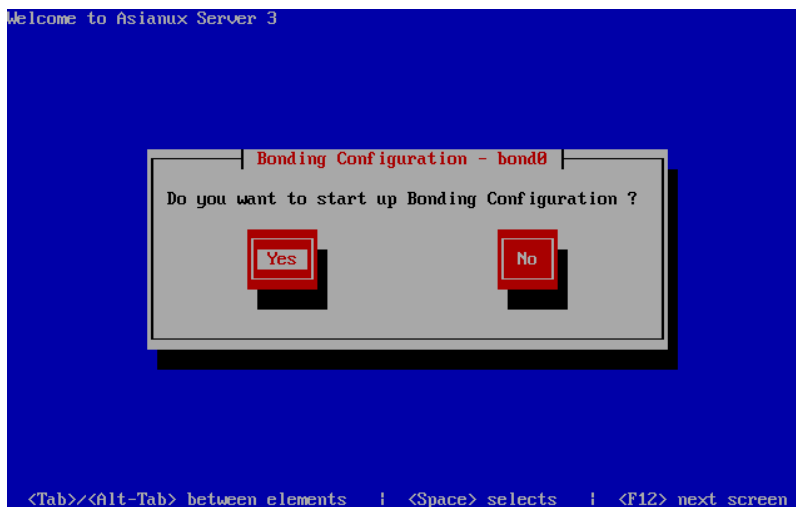 Welcome to Asianux Server 3
Bonding Configuration - bond0
Do you want to start up Bonding Configuration ?
Yes No
<Tab>/<Alt-Tab> between elements | <Space> selects | <F12> next screen